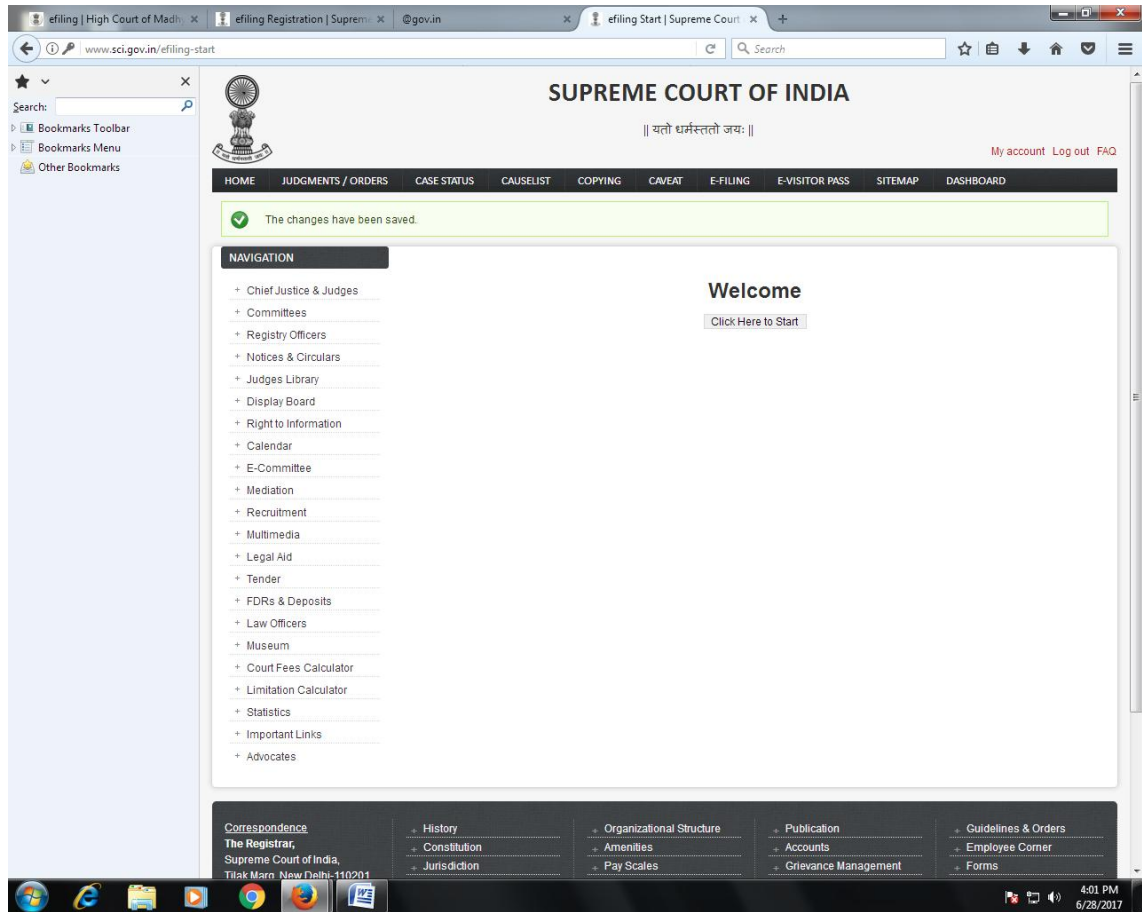 efiling | High Court of Madhy
efiling Registration | Suprem
@gov.in
efiling Start | Supreme Court
www.sci.gov.in/efiling-start
Search
Search:
Bookmarks Toolbar
Bookmarks Menu
Other Bookmarks
SUPREME COURT OF INDIA
|| यतो धर्मस्ततो जयः ||
My account Log out FAQ
HOME JUDGMENTS / ORDERS CASE STATUS CAUSELIST COPYING CAVEAT E-FILING E-VISITOR PASS SITEMAP DASHBOARD
The changes have been saved.
NAVIGATION
Chief Justice & Judges
Committees
Registry Officers
Notices & Circulars
Judges Library
Display Board
Right to Information
Calendar
E-Committee
Mediation
Recruitment
Multimedia
Legal Aid
Tender
FDRs & Deposits
Law Officers
Museum
Court Fees Calculator
Limitation Calculator
Statistics
Important Links
Advocates
Welcome
Click Here to Start
Correspondence
The Registrar,
Supreme Court of India,
Tilak Marg, New Delhi-110201
History
Constitution
Jurisdiction
Organizational Structure
Amenities
Pay Scales
Publication
Accounts
Grievance Management
Guidelines & Orders
Employee Corner
Forms
4:01 PM
6/28/2017